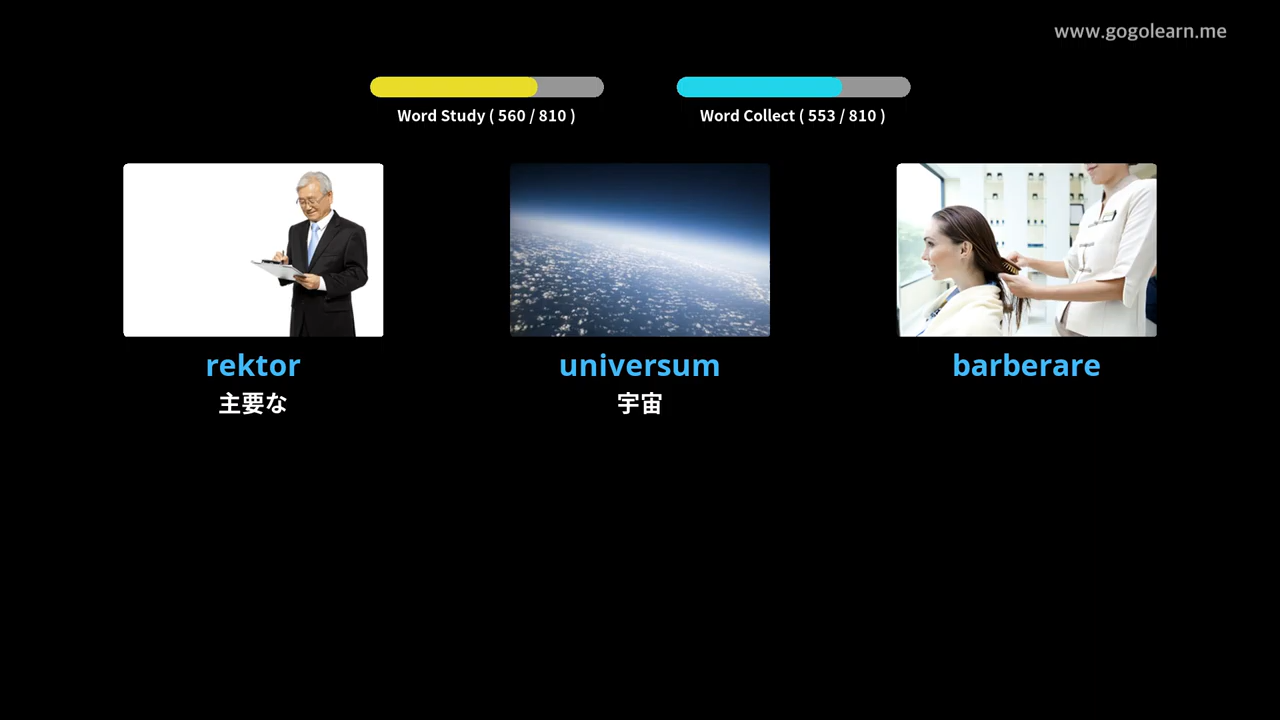 www.gogolearn.me
Word Study ( 560 / 810 )
Word Collect ( 553 / 810 )
rektor
universum
barberare
主要な
宇宙